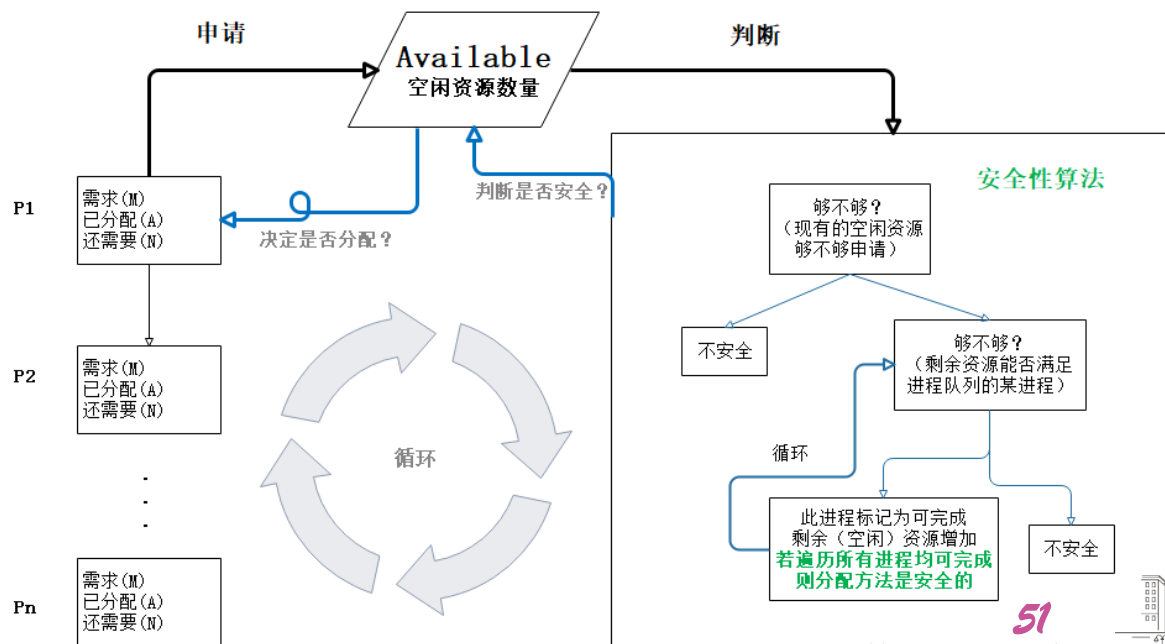 申请
判断
Available
空闲资源数量
安全性算法
判断是否安全？
决定是否分配？
P1
需求(M)
已分配(A)
还需要(N)
够不够？
（现有的空闲资源
够不够申请）
不安全
够不够？
（剩余资源能否满足
进程队列的某进程）
P2
需求(M)
已分配(A)
还需要(N)
循环
循环
.
.
.
此进程标记为可完成
剩余（空闲）资源增加
若遍历所有进程均可完成
则分配方法是安全的
不安全
Pn
需求(M)
已分配(A)
还需要(N)
51